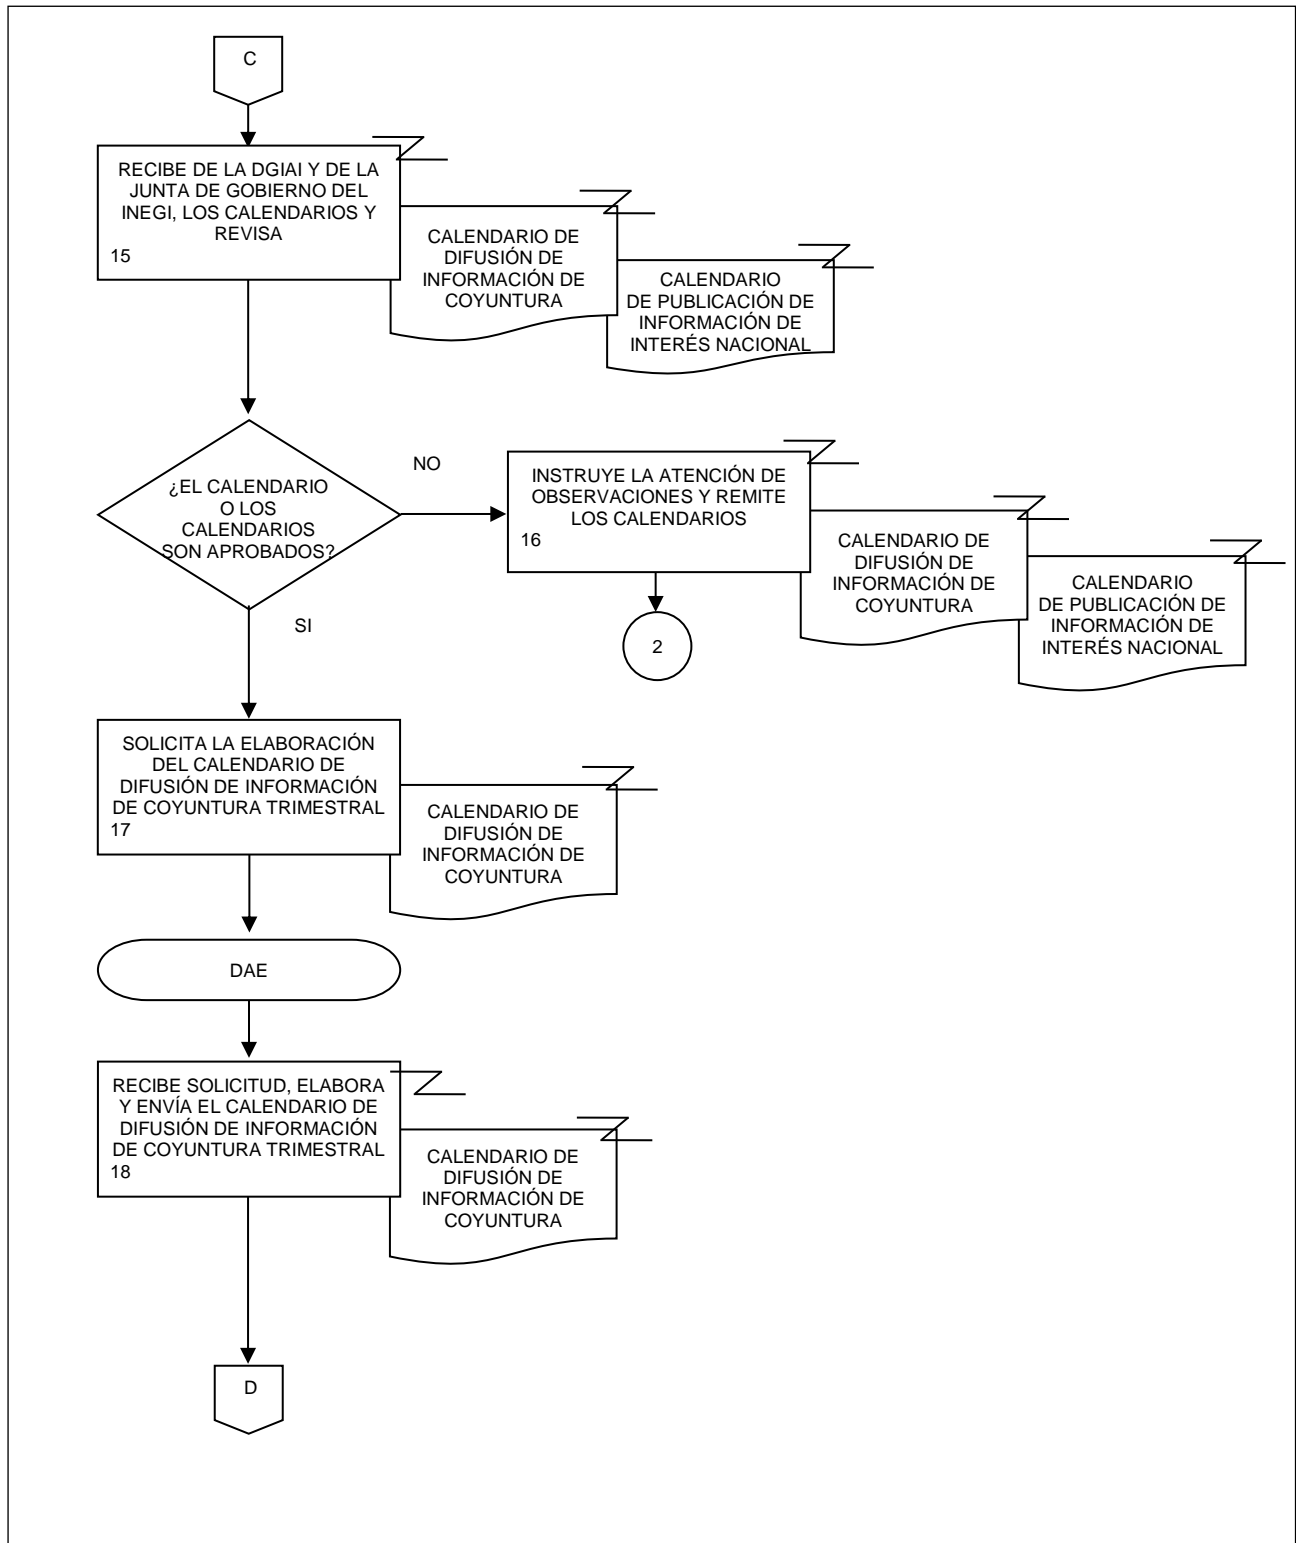 C
RECIBE DE LA DGIAI Y DE LA
JUNTA DE GOBIERNO DEL
INEGI, LOS CALENDARIOS Y
REVISA
15
CALENDARIO DE
DIFUSIÓN DE
INFORMACIÓN DE
COYUNTURA
CALENDARIO
DE PUBLICACIÓN DE
INFORMACIÓN DE
INTERÉS NACIONAL
¿EL CALENDARIO
O LOS
CALENDARIOS
SON APROBADOS?
NO
INSTRUYE LA ATENCIÓN DE
OBSERVACIONES Y REMITE
LOS CALENDARIOS
16
CALENDARIO DE
DIFUSIÓN DE
INFORMACIÓN DE
COYUNTURA
CALENDARIO
DE PUBLICACIÓN DE
INFORMACIÓN DE
INTERÉS NACIONAL
2
SI
SOLICITA LA ELABORACIÓN
DEL CALENDARIO DE
DIFUSIÓN DE INFORMACIÓN
DE COYUNTURA TRIMESTRAL
17
CALENDARIO DE
DIFUSIÓN DE
INFORMACIÓN DE
COYUNTURA
DAE
RECIBE SOLICITUD, ELABORA
Y ENVÍA EL CALENDARIO DE
DIFUSIÓN DE INFORMACIÓN
DE COYUNTURA TRIMESTRAL
18
CALENDARIO DE
DIFUSIÓN DE
INFORMACIÓN DE
COYUNTURA
D